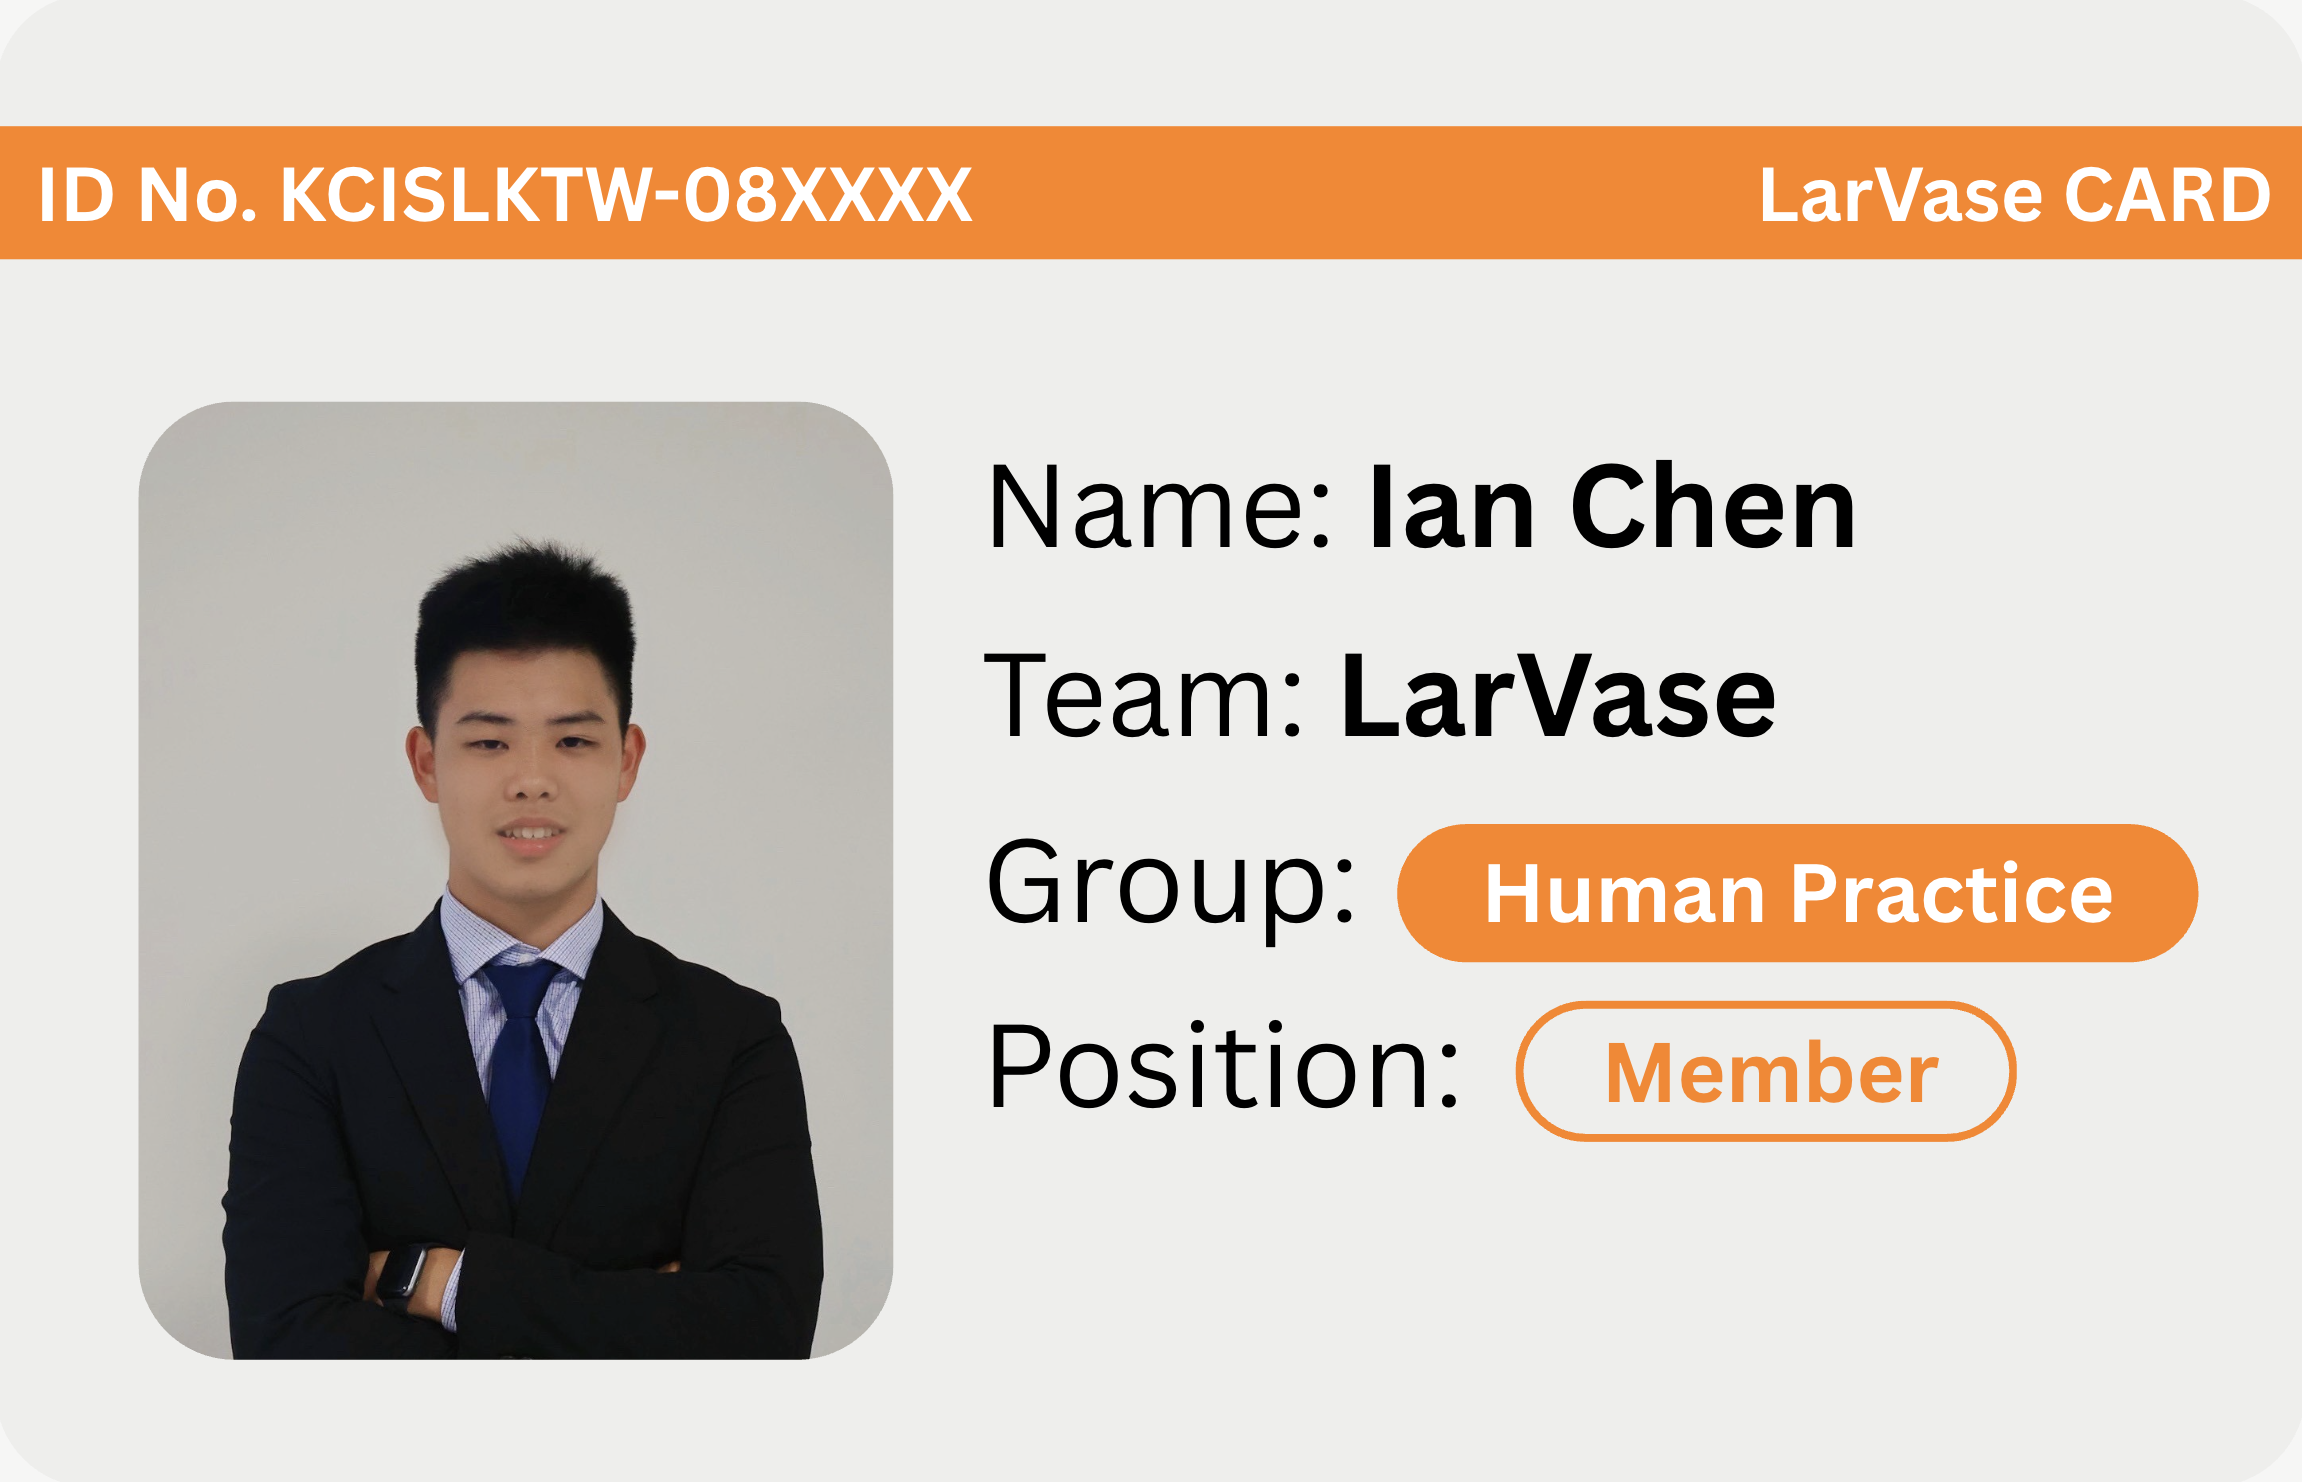 ID No. KCISLKTW-08XXXX LarVase CARD
Name: Ian Chen
Team: LarVase
Group: Human Practice
Position: Member